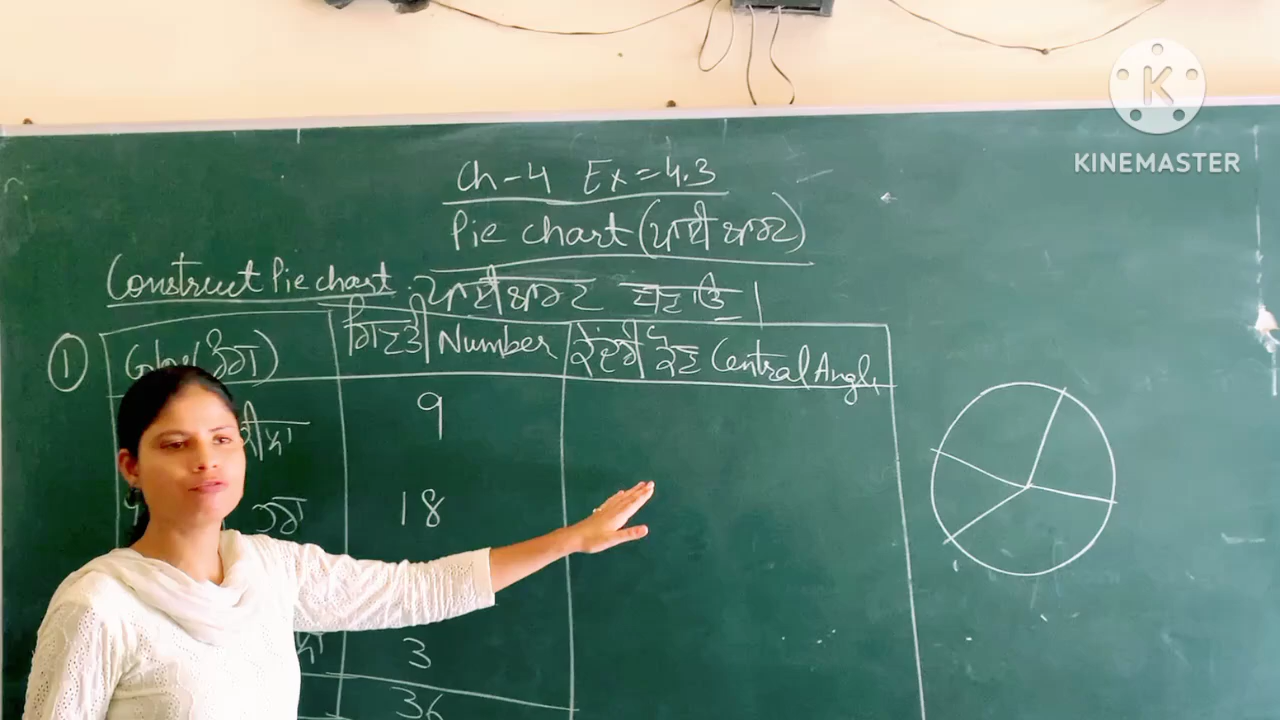 K
KINEMASTER
Ch-4 Ex=4.3
Pie chart (ਪਾਈ ਚਾਰਟ)
Construct Pie chart. ਪਾਈ ਚਾਰਟ ਬਣਾਓ।
① ਰੰਗ) ਗਿਣਤੀ Number ਕੇਂਦਰੀ ਕੋਣ Central Angle
9
18 ਰੰਗ
3
36